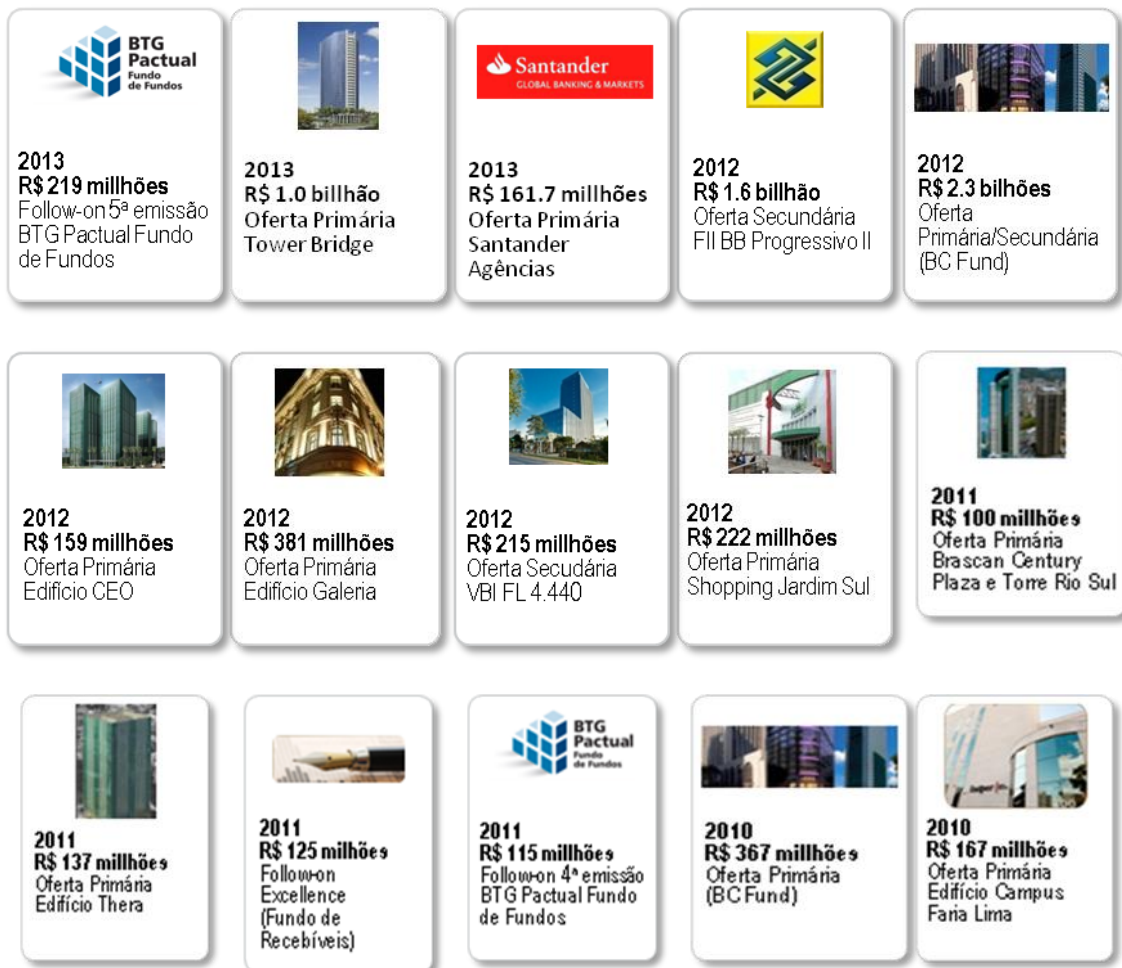 BTG
Pactual
Fundo
de Fundos
2013
R$ 219 millhões
Follow-on 5ª emissão
BTG Pactual Fundo
de Fundos
2013
R$ 1.0 billhão
Oferta Primária
Tower Bridge
Santander
GLOBAL BANKING & MARKETS
2013
R$ 161.7 millhões
Oferta Primária
Santander
Agências
2012
R$ 1.6 billhão
Oferta Secundária
FII BB Progressivo II
2012
R$ 2.3 bilhões
Oferta
Primária/Secundária
(BC Fund)
2012
R$ 159 millhões
Oferta Primária
Edifício CEO
2012
R$ 381 millhões
Oferta Primária
Edifício Galeria
2012
R$ 215 millhões
Oferta Secudária
VBI FL 4.440
2012
R$ 222 millhões
Oferta Primária
Shopping Jardim Sul
2011
R$ 100 millhões
Oferta Primária
Brascan Century
Plaza e Torre Rio Sul
2011
R$ 137 millhões
Oferta Primária
Edifício Thera
2011
R$ 125 milhões
Follow-on
Excellence
(Fundo de
Recebíveis)
BTG
Pactual
Fundo
de Fundos
2011
R$ 115 millhões
Follow-on 4ª emissão
BTG Pactual Fundo
de Fundos
2010
R$ 367 millhões
Oferta Primária
(BC Fund)
2010
R$ 167 millhões
Oferta Primária
Edifício Campus
Faria Lima